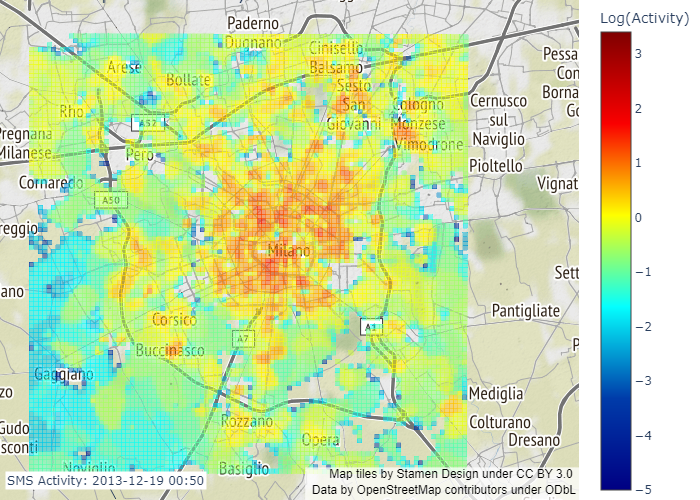 Log(Activity)
3
2
1
0
−1
−2
−3
−4
−5
Paderno
Dugnano
Cinisello
Balsamo
Arese
Bollate
Sesto
San
Giovanni
Cologno
Monzese
Vimodrone
Pessa
Con
Borna
Go
Cernusco
sul
Naviglio
Pioltello
Vignat
Rho
A52
Pregnana
Milanese
Pero
Cornaredo
A50
reggio
Milano
Sett
ano
Pantigliate
Corsico
A7
P
Buccinasco
Gaggiano
zo
Mediglia
Colturano
Dresano
Gudo
sconti
Rozzano
Opera
Noviglio
Basiglio
SMS Activity: 2013-12-19 00:50
Map tiles by Stamen Design under CC BY 3.0
Data by OpenStreetMap contributors under ODbL